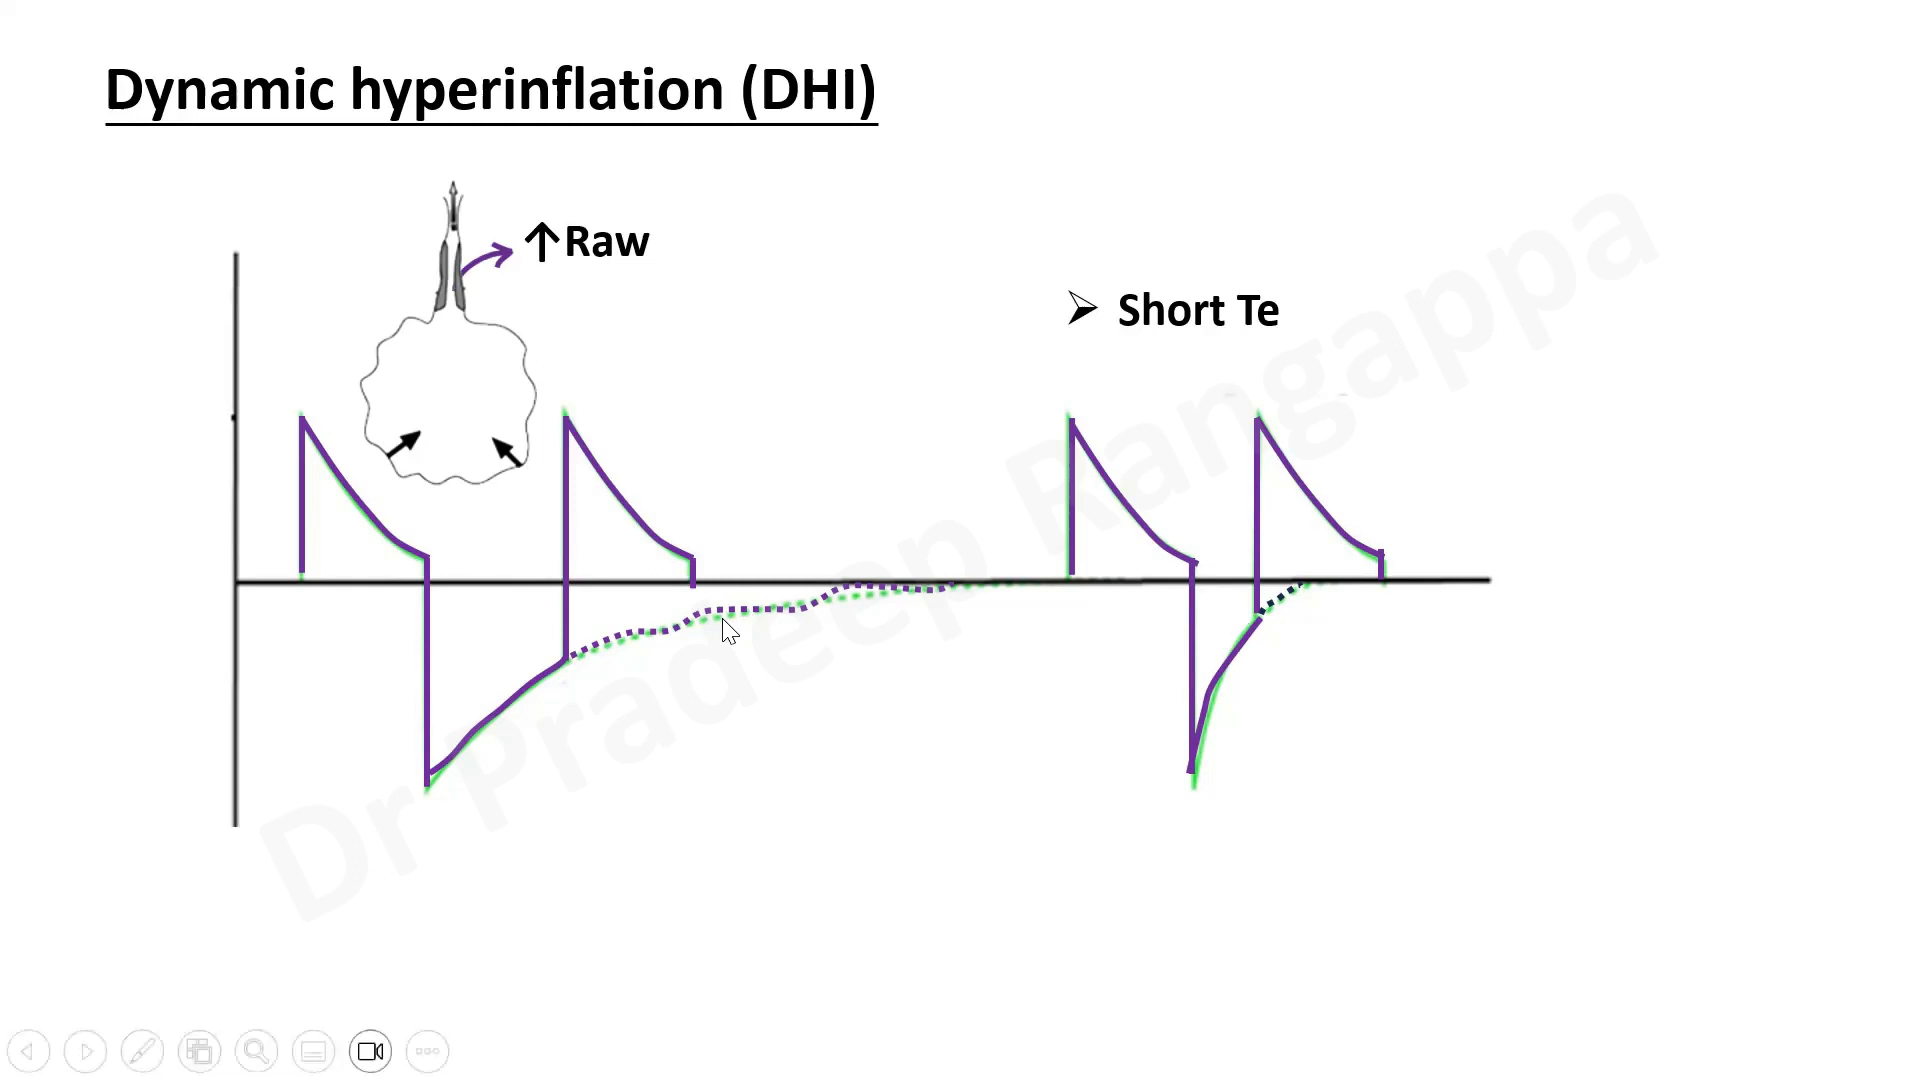 Dynamic hyperinflation (DHI)
↑Raw
➢ Short Te
Dr Pradeep Rangappa